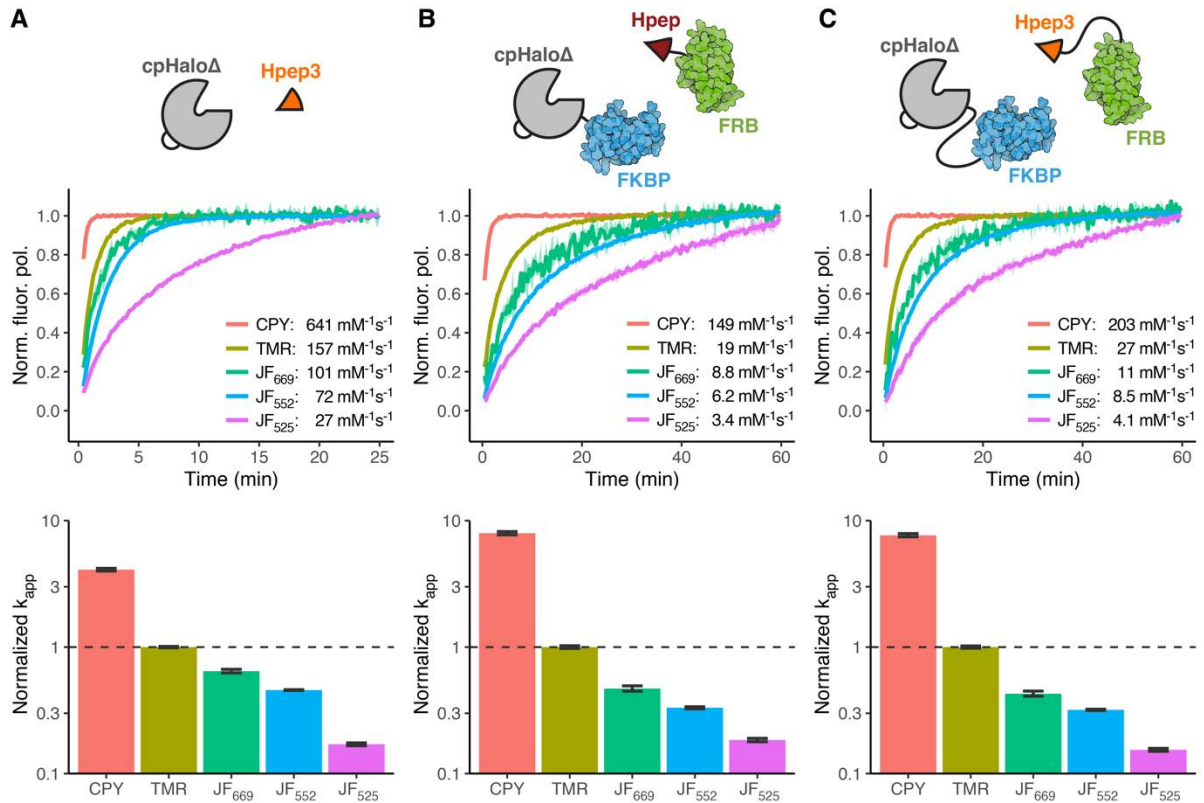 A
cpHaloΔ
Hpep3
Norm. fluor. pol.
1.0
0.8
0.6
0.4
0.2
0.0
CPY: 641 mM⁻¹s⁻¹
TMR: 157 mM⁻¹s⁻¹
JF₆₆₉: 101 mM⁻¹s⁻¹
JF₅₅₂: 72 mM⁻¹s⁻¹
JF₅₂₅: 27 mM⁻¹s⁻¹
0 5 10 15 20 25
Time (min)
Normalized k_app
10
3
1
0.3
0.1
CPY TMR JF₆₆₉ JF₅₅₂ JF₅₂₅
B
Hpep
cpHaloΔ
FRB
FKBP
Norm. fluor. pol.
1.0
0.8
0.6
0.4
0.2
0.0
CPY: 149 mM⁻¹s⁻¹
TMR: 19 mM⁻¹s⁻¹
JF₆₆₉: 8.8 mM⁻¹s⁻¹
JF₅₅₂: 6.2 mM⁻¹s⁻¹
JF₅₂₅: 3.4 mM⁻¹s⁻¹
0 20 40 60
Time (min)
Normalized k_app
10
3
1
0.3
0.1
CPY TMR JF₆₆₉ JF₅₅₂ JF₅₂₅
C
Hpep3
cpHaloΔ
FRB
FKBP
Norm. fluor. pol.
1.0
0.8
0.6
0.4
0.2
0.0
CPY: 203 mM⁻¹s⁻¹
TMR: 27 mM⁻¹s⁻¹
JF₆₆₉: 11 mM⁻¹s⁻¹
JF₅₅₂: 8.5 mM⁻¹s⁻¹
JF₅₂₅: 4.1 mM⁻¹s⁻¹
0 20 40 60
Time (min)
Normalized k_app
10
3
1
0.3
0.1
CPY TMR JF₆₆₉ JF₅₅₂ JF₅₂₅